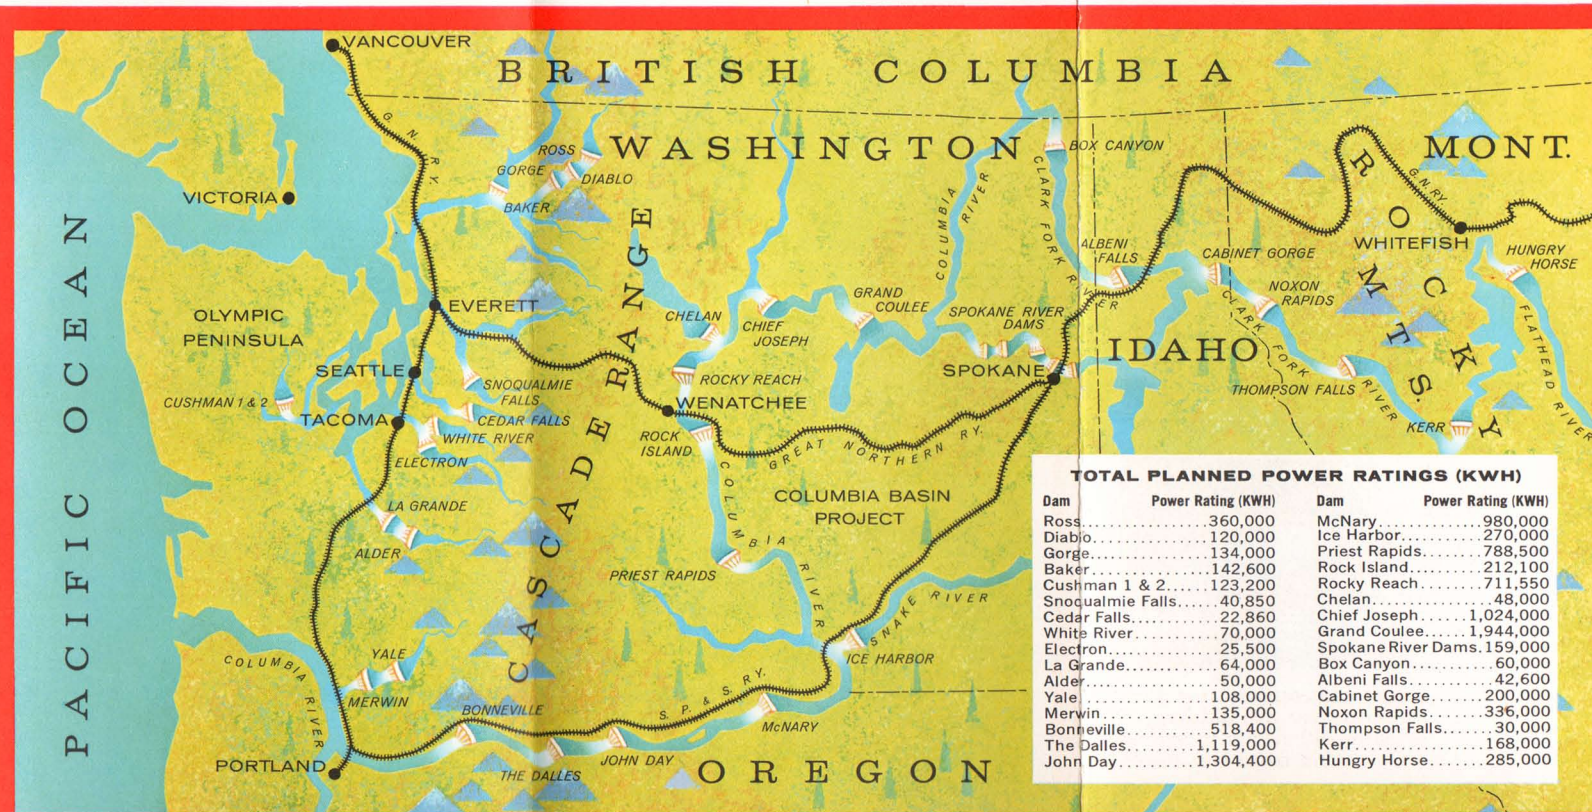 VANCOUVER
BRITISH COLUMBIA
G. N. RY.
WASHINGTON
MONT.
ROSS
GORGE
DIABLO
BAKER
BOX CANYON
VICTORIA
COLUMBIA RIVER
CLARK FORK RIVER
G.N.RY
ROCKY MTS.
WHITEFISH
PACIFIC OCEAN
CASCADE RANGE
ALBENI
FALLS
CABINET GORGE
HUNGRY
HORSE
NOXON
RAPIDS
OLYMPIC
PENINSULA
EVERETT
CHELAN
CHIEF
JOSEPH
GRAND
COULEE
SPOKANE RIVER
DAMS
CLARK FORK RIVER
FLATHEAD RIVER
IDAHO
SEATTLE
SNOQUALMIE
FALLS
ROCKY REACH
SPOKANE
THOMPSON FALLS
CUSHMAN 1 & 2
TACOMA
CEDAR FALLS
WHITE RIVER
WENATCHEE
ROCK
ISLAND
GREAT NORTHERN RY.
KERR
ELECTRON
COLUMBIA RIVER
COLUMBIA BASIN
PROJECT
LA GRANDE
ALDER
PRIEST RAPIDS
SNAKE RIVER
ICE HARBOR
COLUMBIA RIVER
YALE
MERWIN
BONNEVILLE
S. P. & S. RY.
McNARY
PORTLAND
THE DALLES
JOHN DAY
OREGON
TOTAL PLANNED POWER RATINGS (KWH)
Dam Power Rating (KWH)
Ross............360,000
Diablo............120,000
Gorge............134,000
Baker............142,600
Cushman 1 & 2......123,200
Snoqualmie Falls......40,850
Cedar Falls.........22,860
White River.........70,000
Electron............25,500
La Grande............64,000
Alder............50,000
Yale............108,000
Merwin............135,000
Bonneville.........518,400
The Dalles.........1,119,000
John Day.........1,304,400
Dam Power Rating (KWH)
McNary............980,000
Ice Harbor.........270,000
Priest Rapids.......788,500
Rock Island.........212,100
Rocky Reach.......711,550
Chelan............48,000
Chief Joseph......1,024,000
Grand Coulee.....1,944,000
Spokane River Dams.159,000
Box Canyon.........60,000
Albeni Falls.........42,600
Cabinet Gorge......200,000
Noxon Rapids.......336,000
Thompson Falls......30,000
Kerr............168,000
Hungry Horse.......285,000